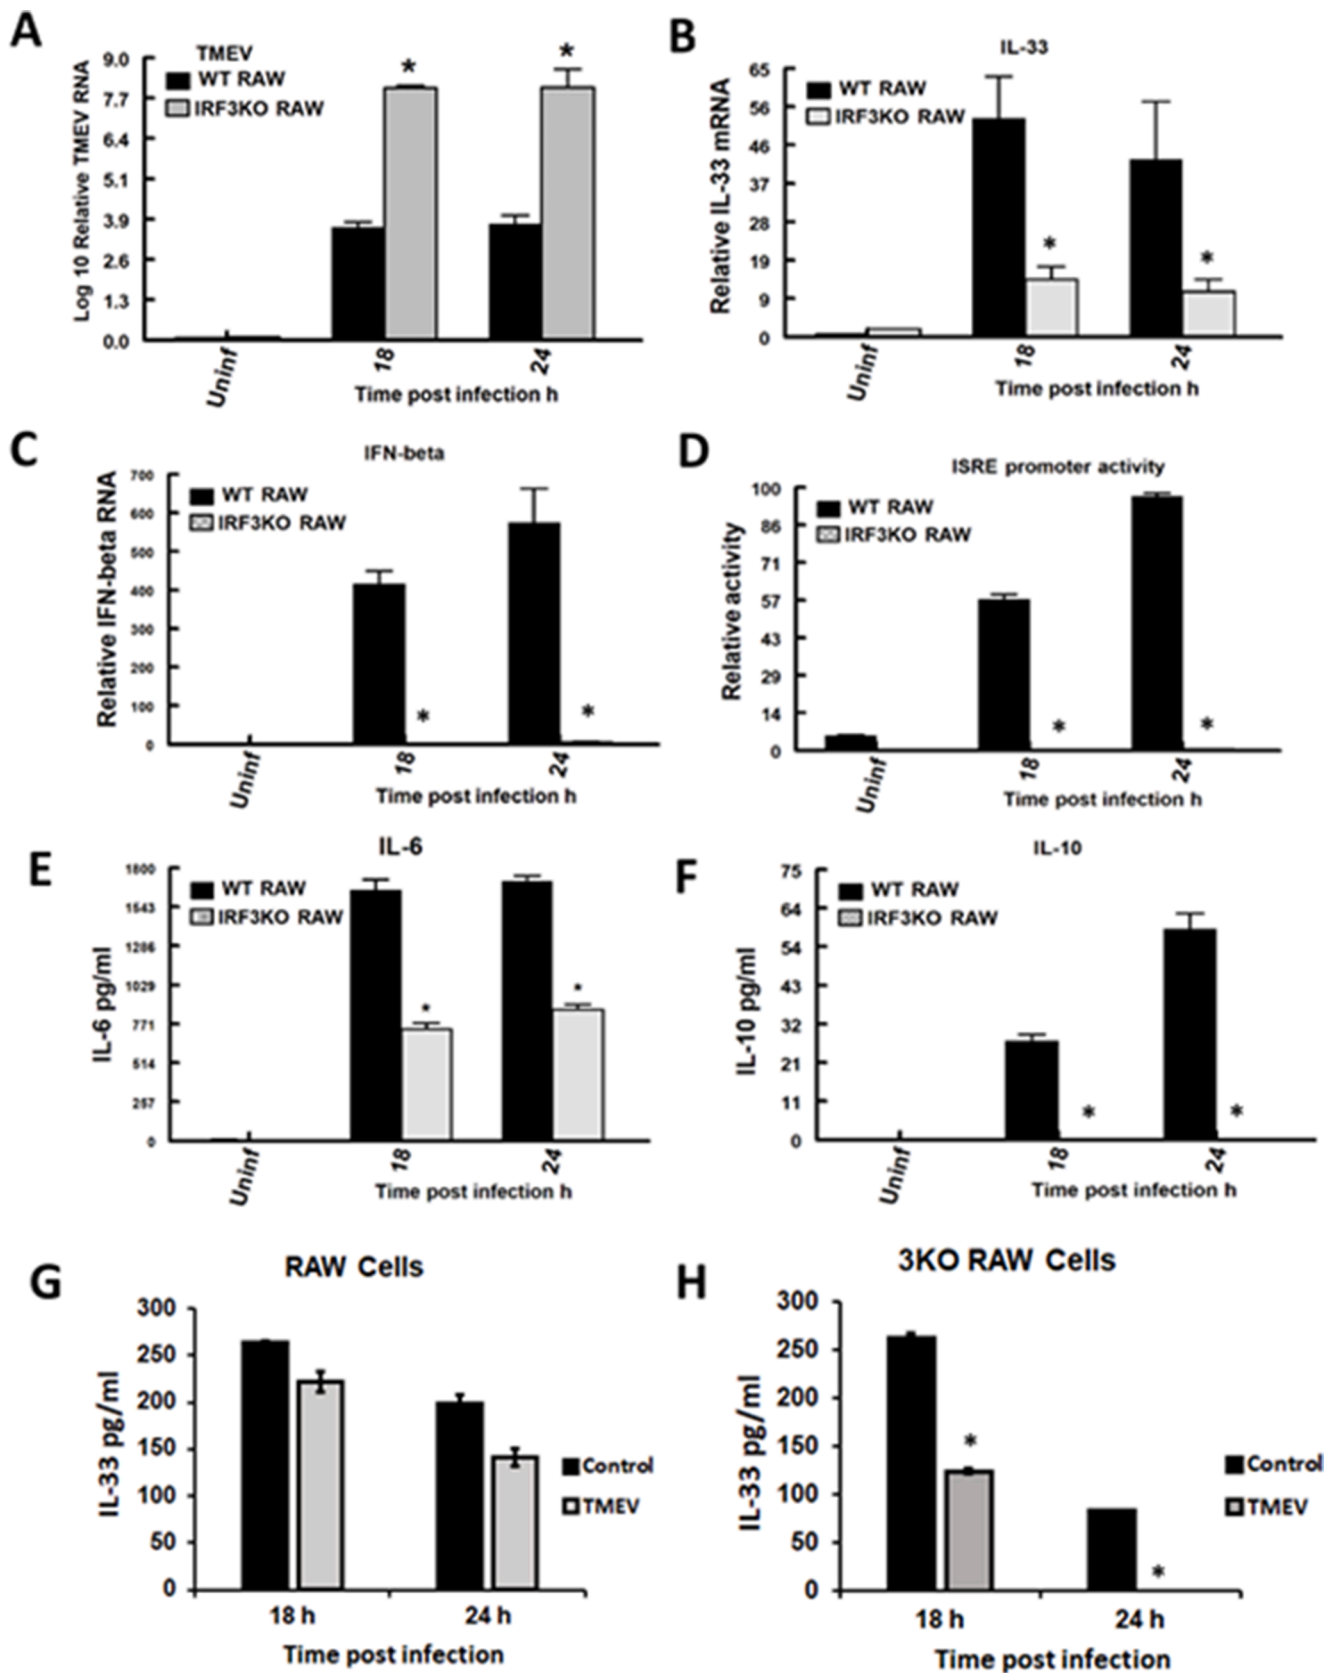 A
TMEV
WT RAW
IRF3KO RAW
Log 10 Relative TMEV RNA
9.0
7.7
6.4
5.1
3.9
2.6
1.3
0.0
*
*
Uninf
18
24
Time post infection h
B
IL-33
WT RAW
IRF3KO RAW
Relative IL-33 mRNA
65
56
46
37
28
19
9
0
*
*
Uninf
18
24
Time post infection h
C
IFN-beta
WT RAW
IRF3KO RAW
Relative IFN-beta RNA
700
600
500
400
300
200
100
0
*
*
Uninf
18
24
Time post infection h
D
ISRE promoter activity
WT RAW
IRF3KO RAW
Relative activity
100
86
71
57
43
29
14
0
*
*
Uninf
18
24
Time post infection h
E
IL-6
WT RAW
IRF3KO RAW
IL-6 pg/ml
1800
1543
1286
1029
771
514
257
0
*
*
Uninf
18
24
Time post infection h
F
IL-10
WT RAW
IRF3KO RAW
IL-10 pg/ml
75
64
54
43
32
21
11
0
*
*
Uninf
18
24
Time post infection h
G
RAW Cells
IL-33 pg/ml
300
250
200
150
100
50
0
Control
TMEV
18 h
24 h
Time post infection
H
3KO RAW Cells
IL-33 pg/ml
300
250
200
150
100
50
0
*
*
Control
TMEV
18 h
24 h
Time post infection